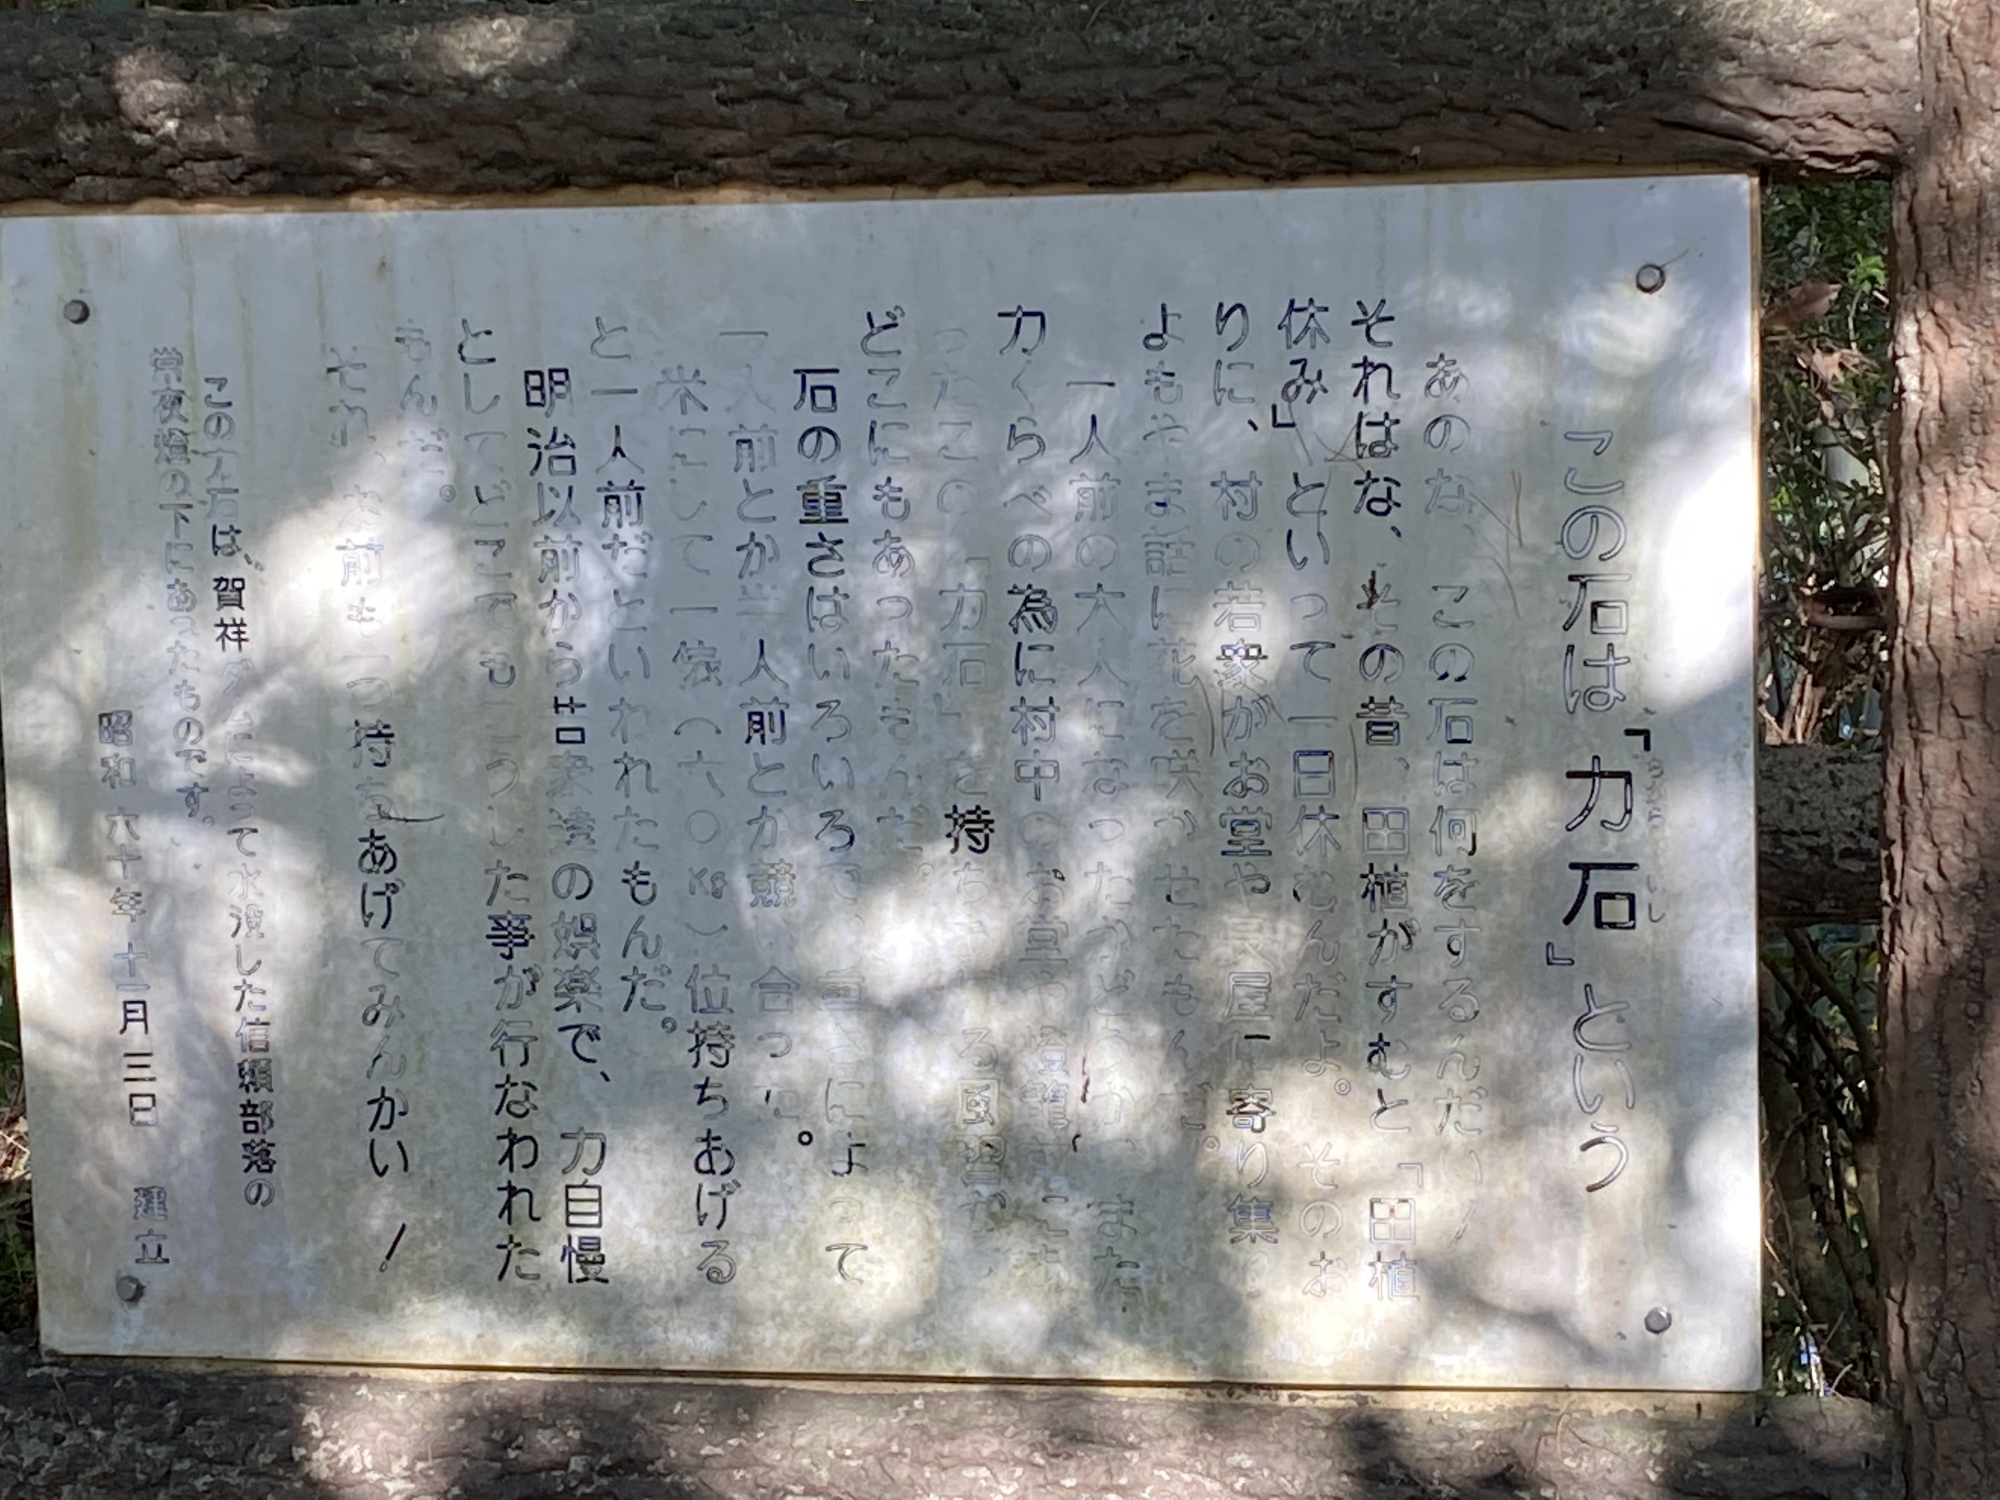 この石は「力石」という
あのな、この石は何をするんだい！
それはな、その昔、田植がすむと「田植
休み」といって一日休むんだよ。そのお
りに、村の若衆がお堂や長屋に寄り集
よもやま話に花を咲かせたもんだ。
一人前の大人になったかどうか、また
力くらべの為に村中のお堂や燈籠
ったこの「力石」を持ちあげる風習が
どこにもあったもんだ。
石の重さはいろいろで、重さによって
一人前とか半人前とか競い合った。
米にして一俵（六〇Kg）位持ちあげる
と一人前だといわれたもんだ。
明治以前から若衆達の娯楽で、力自慢
としてどこでもこうした事が行なわれた
もんだ。
それ、お前も一つ持ちあげてみんかい！
この力石は、賀祥ダムによって水没した信頼部落の
常夜燈の下にあったものです。
昭和六十年十一月三日　建立